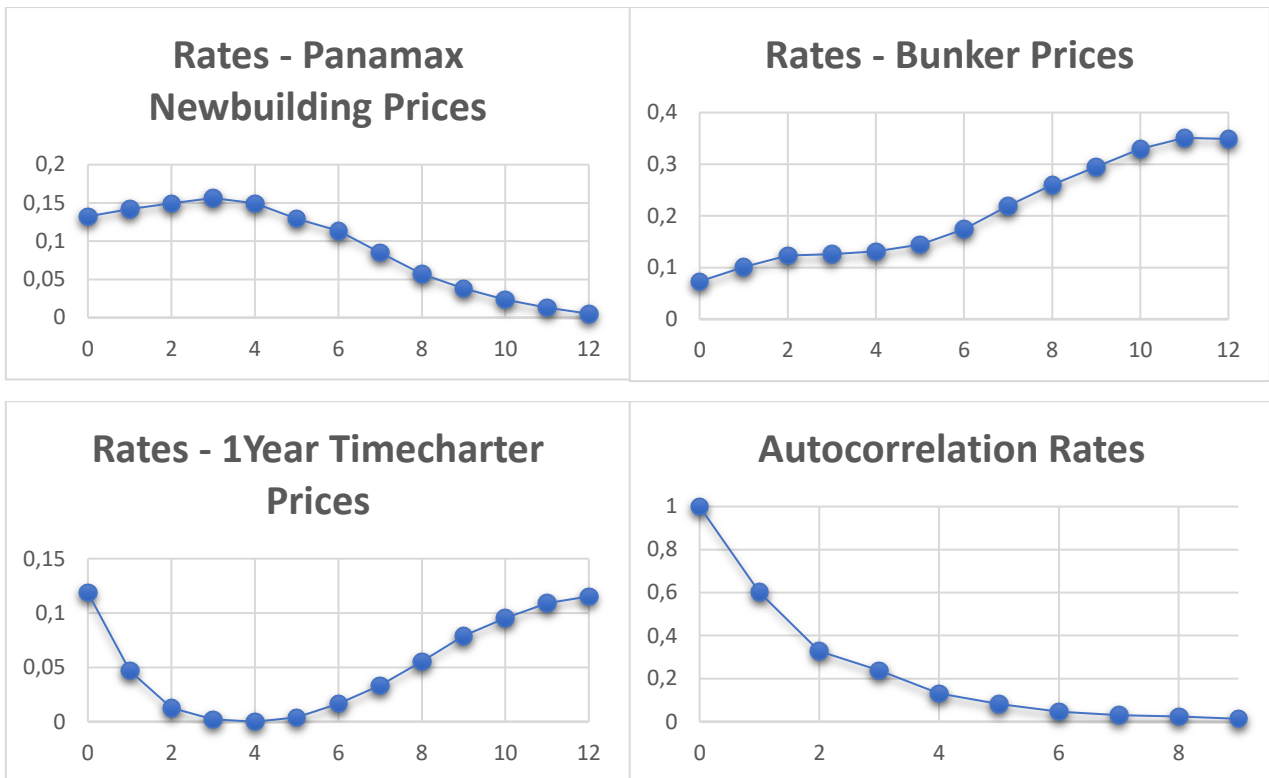 Rates - Panamax
Newbuilding Prices
0,2
0,15
0,1
0,05
0
0 2 4 6 8 10 12
Rates - Bunker Prices
0,4
0,3
0,2
0,1
0
0 2 4 6 8 10 12
Rates - 1Year Timecharter
Prices
0,15
0,1
0,05
0
0 2 4 6 8 10 12
Autocorrelation Rates
1
0,8
0,6
0,4
0,2
0
0 2 4 6 8